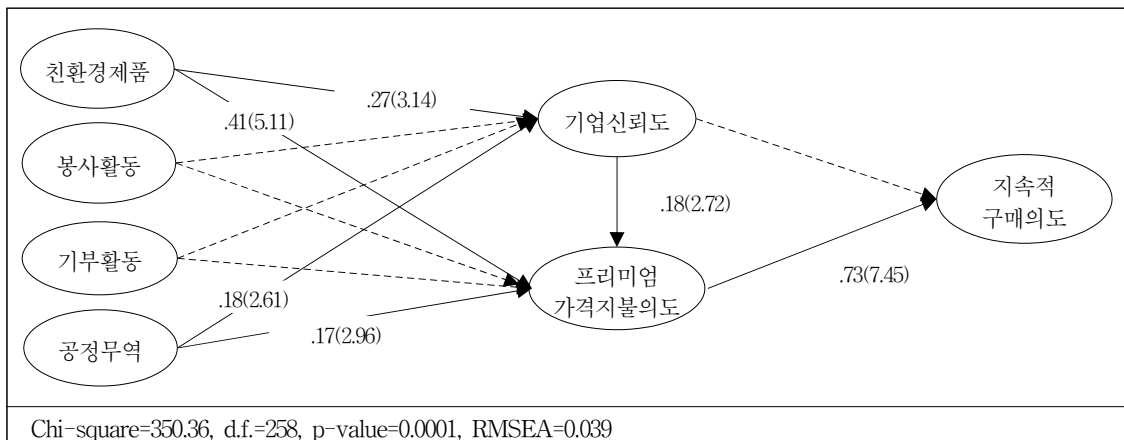 친환경제품
.27(3.14)
기업신뢰도
.41(5.11)
봉사활동
지속적
구매의도
.18(2.72)
기부활동
프리미엄
가격지불의도
.73(7.45)
.18(2.61)
.17(2.96)
공정무역
Chi-square=350.36, d.f.=258, p-value=0.0001, RMSEA=0.039